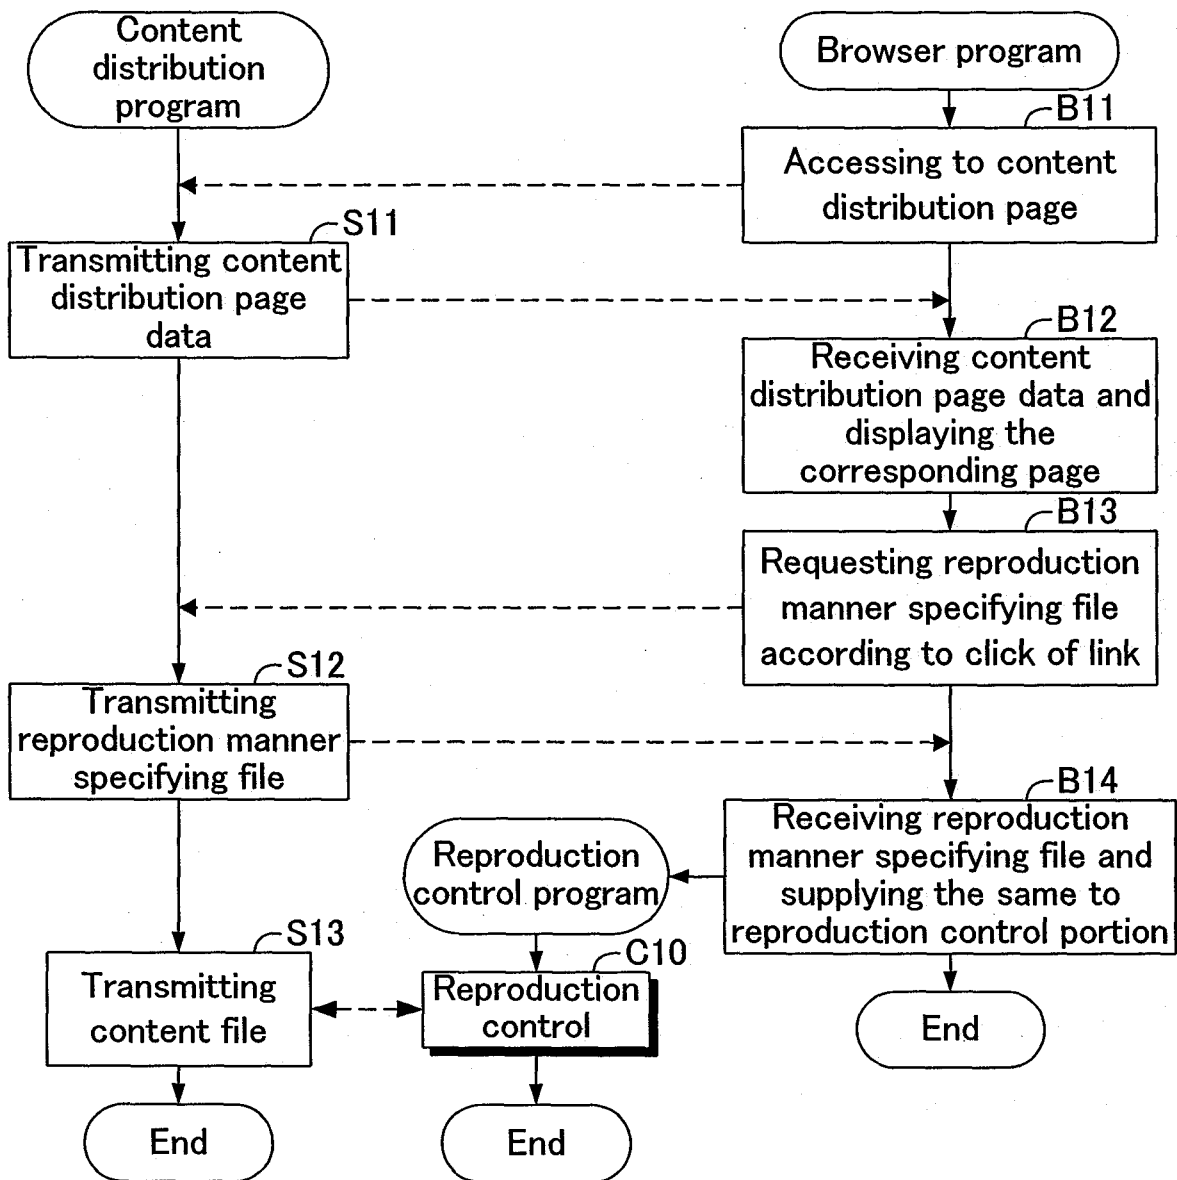 Content
distribution
program
Browser program
B11
Accessing to content
distribution page
S11
Transmitting content
distribution page
data
B12
Receiving content
distribution page data and
displaying the
corresponding page
B13
Requesting reproduction
manner specifying file
according to click of link
S12
Transmitting
reproduction manner
specifying file
B14
Receiving reproduction
manner specifying file and
supplying the same to
reproduction control portion
Reproduction
control program
S13
Transmitting
content file
C10
Reproduction
control
End
End
End